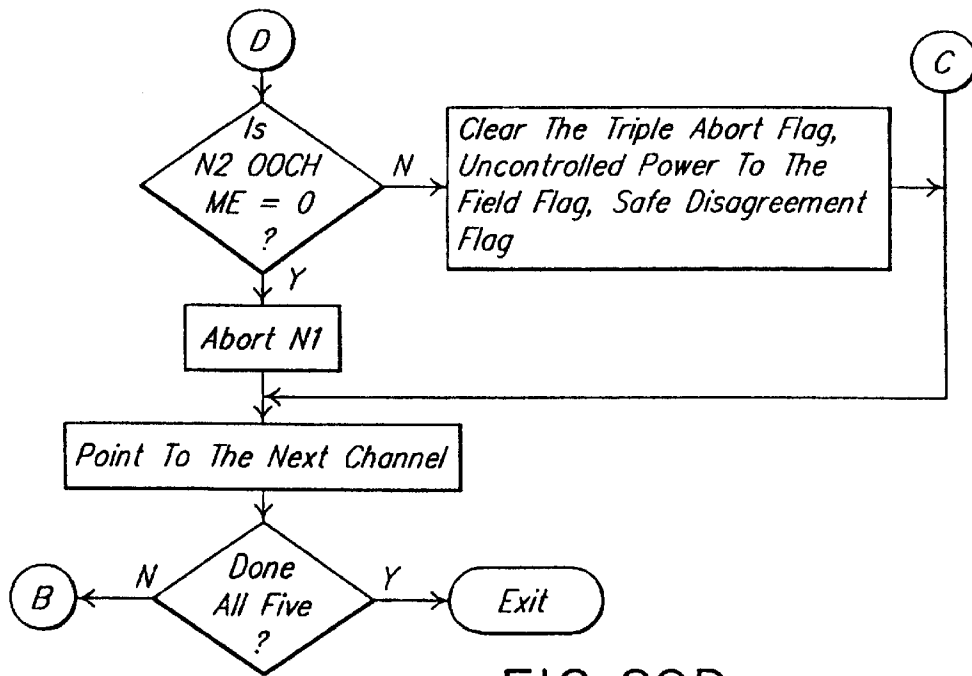 D
C
Is
N2 OOCH
ME = 0
?
N
Clear The Triple Abort Flag,
Uncontrolled Power To The
Field Flag, Safe Disagreement
Flag
Y
Abort N1
Point To The Next Channel
Done
All Five
?
N
B
Y
Exit